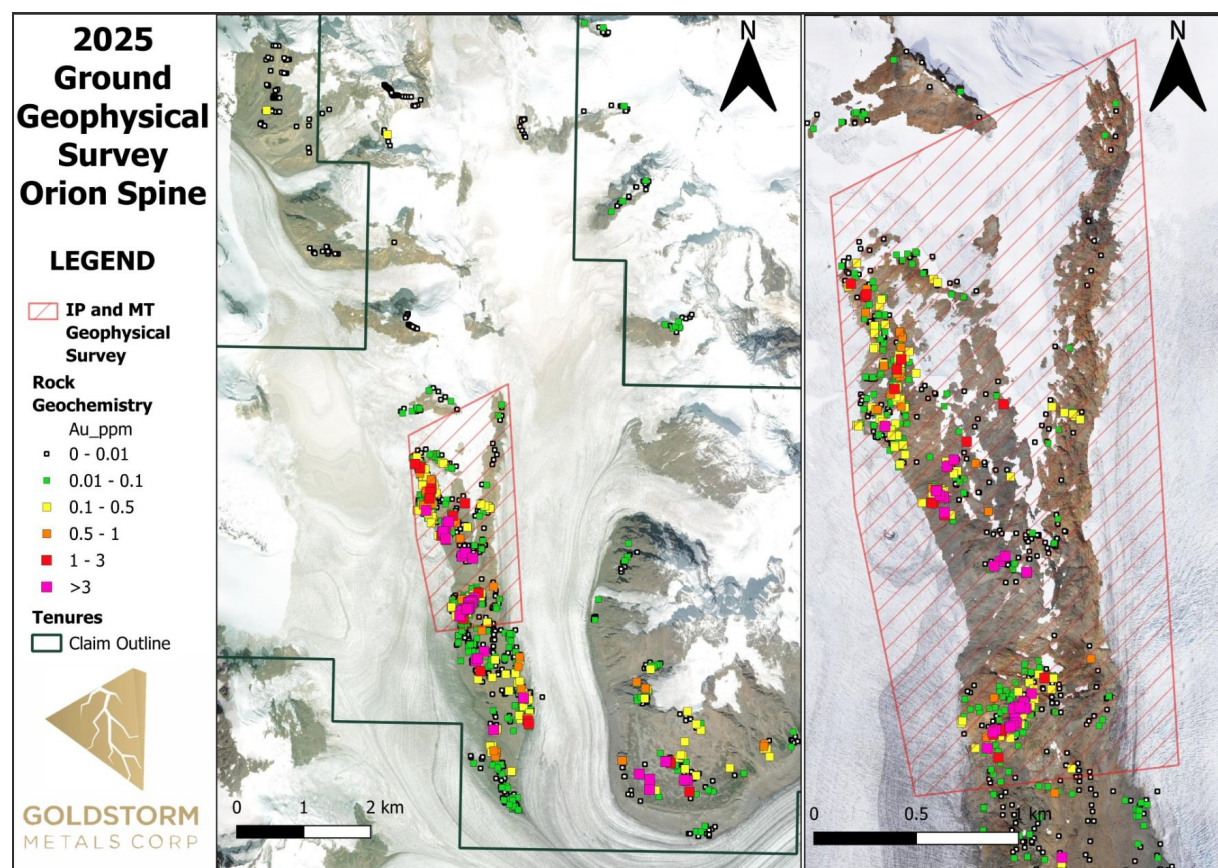 2025
Ground
Geophysical
Survey
Orion Spine
LEGEND
IP and MT
Geophysical
Survey
Rock
Geochemistry
Au_ppm
0 - 0.01
0.01 - 0.1
0.1 - 0.5
0.5 - 1
1 - 3
>3
Tenures
Claim Outline
GOLDSTORM
METALS CORP
N
0 1 2 km
N
0 0.5 1 km